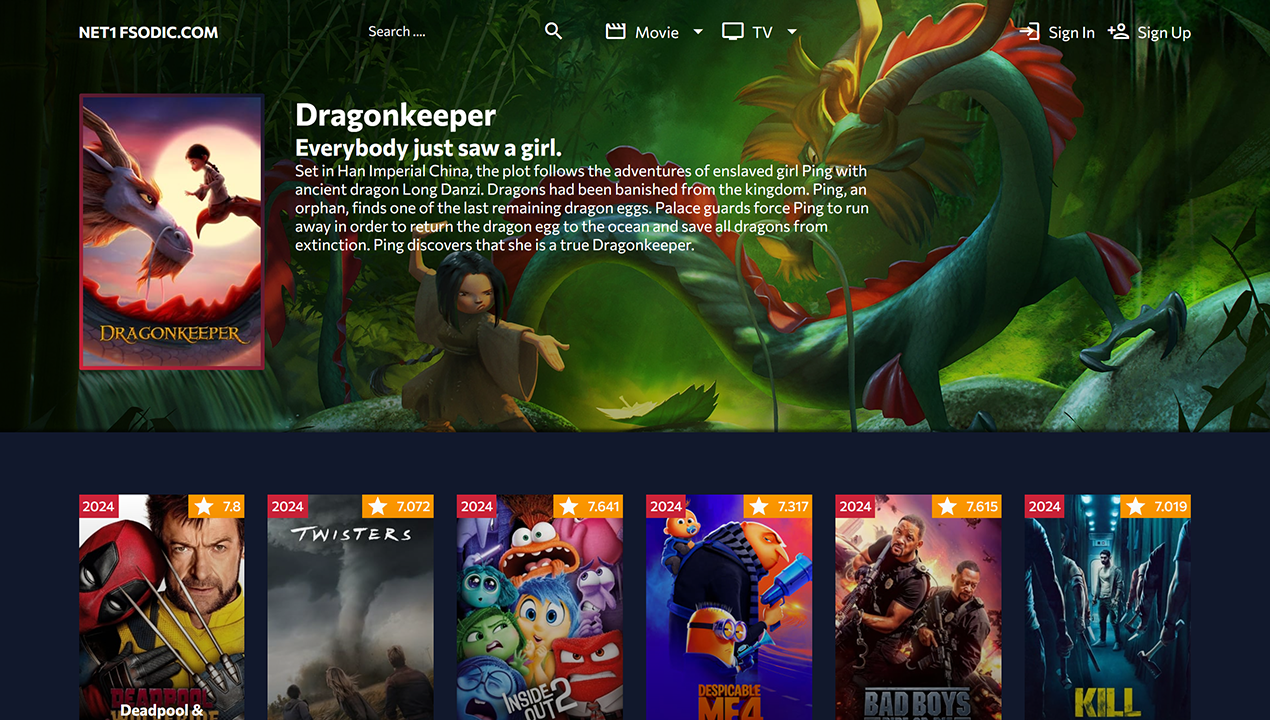 NET1FSODIC.COM
Search ....
Movie
TV
Sign In
Sign Up
DRAGONKEEPER
Dragonkeeper
Everybody just saw a girl.
Set in Han Imperial China, the plot follows the adventures of enslaved girl Ping with
ancient dragon Long Danzi. Dragons had been banished from the kingdom. Ping, an
orphan, finds one of the last remaining dragon eggs. Palace guards force Ping to run
away in order to return the dragon egg to the ocean and save all dragons from
extinction. Ping discovers that she is a true Dragonkeeper.
2024
7.8
2024
7.072
2024
7.641
2024
7.317
2024
7.615
2024
7.019
DEADPOOL
Deadpool &
TWISTERS
INSIDE
OUT 2
DESPICABLE
ME 4
BAD BOYS
KILL